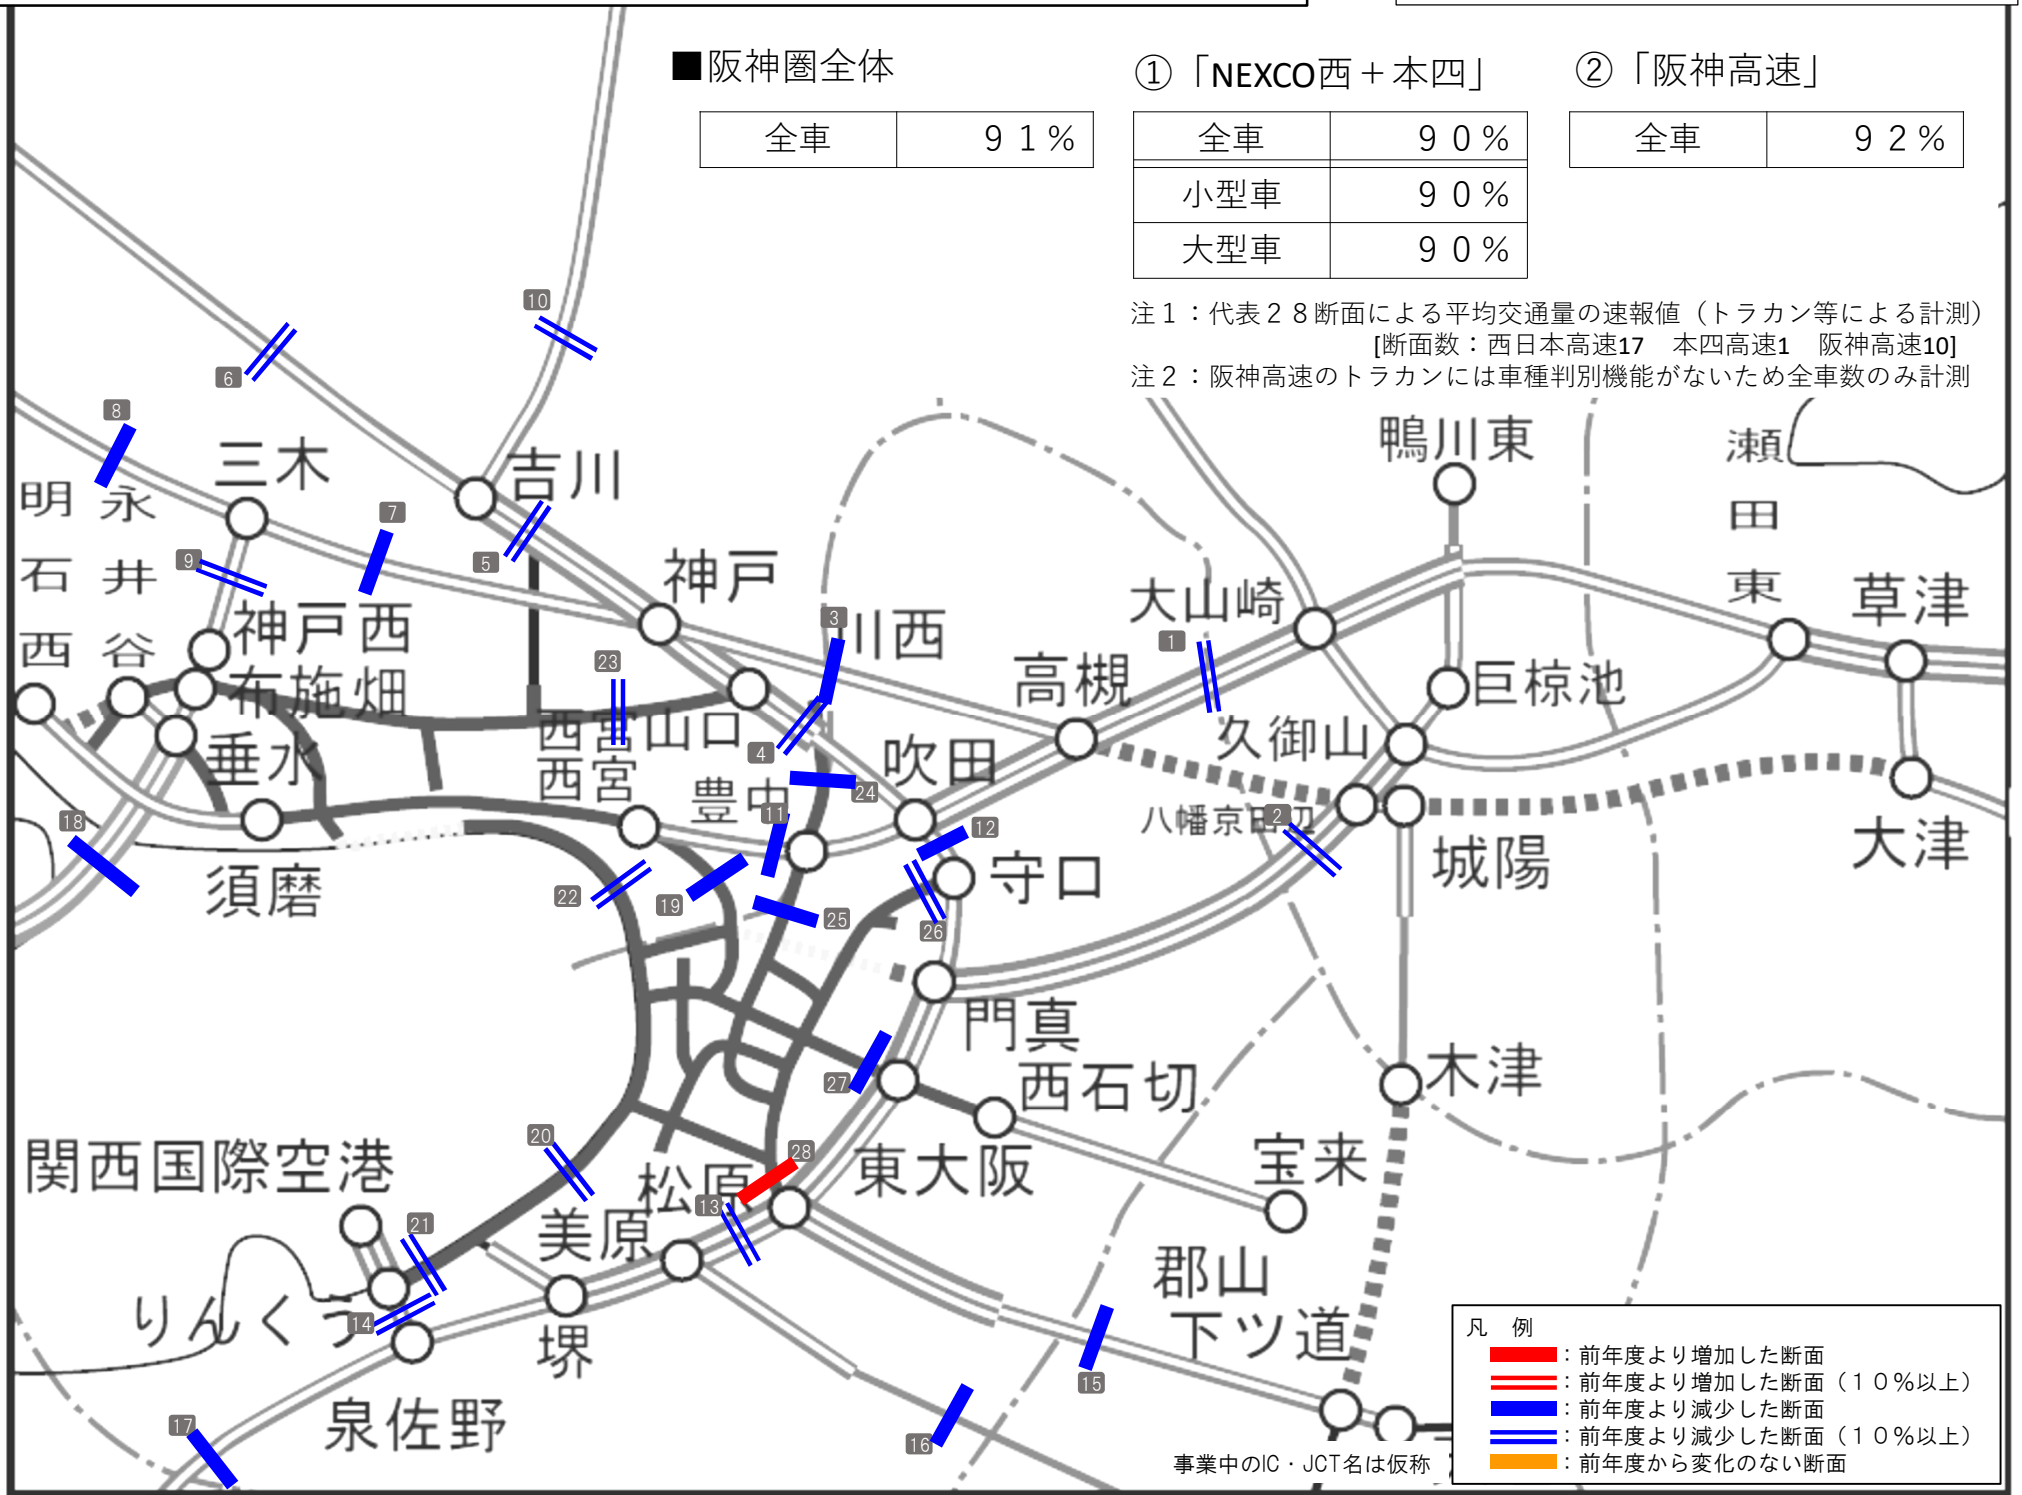 ■阪神圏全体
全車 91%
①「NEXCO西+本四」
全車 90%
小型車 90%
大型車 90%
②「阪神高速」
全車 92%
注1:代表28断面による平均交通量の速報値(トラカン等による計測)
[断面数:西日本高速17 本四高速1 阪神高速10]
注2:阪神高速のトラカンには車種判別機能がないため全車数のみ計測
10
6
8
三木
吉川
鴨川東
瀬田東
明石西
永井谷
7
5
9
神戸
神戸西
大山崎
草津
3
川西
1
23
高槻
巨椋池
布施畑
西宮山口
4
久御山
垂水
西宮
吹田
豊中
24
11
八幡京田辺
2
12
18
大津
須磨
城陽
守口
22
19
25
26
門真
27
西石切
木津
20
28
関西国際空港
松原
東大阪
宝来
13
21
美原
郡山下ツ道
りんくう
14
堺
15
泉佐野
17
16
事業中のIC・JCT名は仮称
凡 例
:前年度より増加した断面
:前年度より増加した断面(10%以上)
:前年度より減少した断面
:前年度より減少した断面(10%以上)
:前年度から変化のない断面